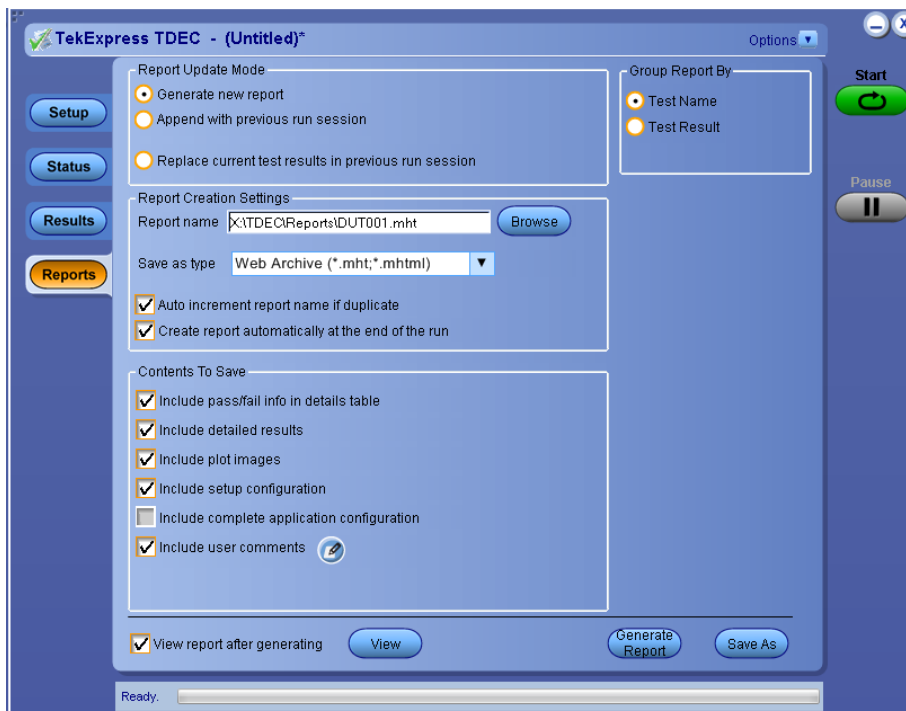 TekExpress TDEC - (Untitled)*
Options
Start
Pause
Setup
Status
Results
Reports
Report Update Mode
Generate new report
Append with previous run session
Replace current test results in previous run session
Group Report By
Test Name
Test Result
Report Creation Settings
Report name X:\TDEC\Reports\DUT001.mht Browse
Save as type Web Archive (*.mht;*.mhtml)
Auto increment report name if duplicate
Create report automatically at the end of the run
Contents To Save
Include pass/fail info in details table
Include detailed results
Include plot images
Include setup configuration
Include complete application configuration
Include user comments
View report after generating View
Generate
Report
Save As
Ready.